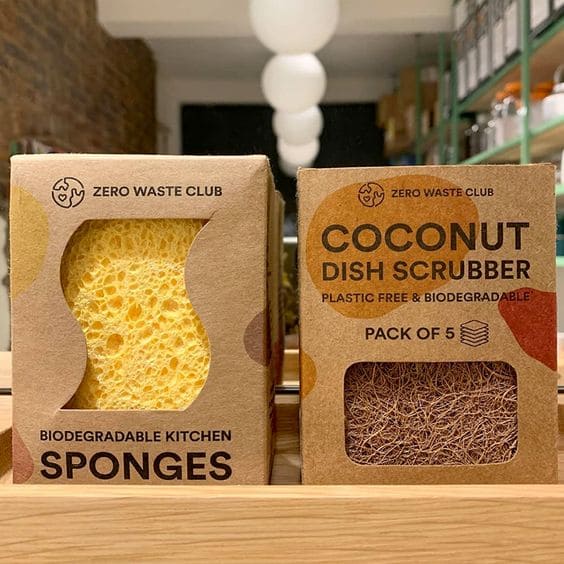 ZERO WASTE CLUB
BIODEGRADABLE KITCHEN
SPONGES
ZERO WASTE CLUB
COCONUT
DISH SCRUBBER
PLASTIC FREE & BIODEGRADABLE
PACK OF 5